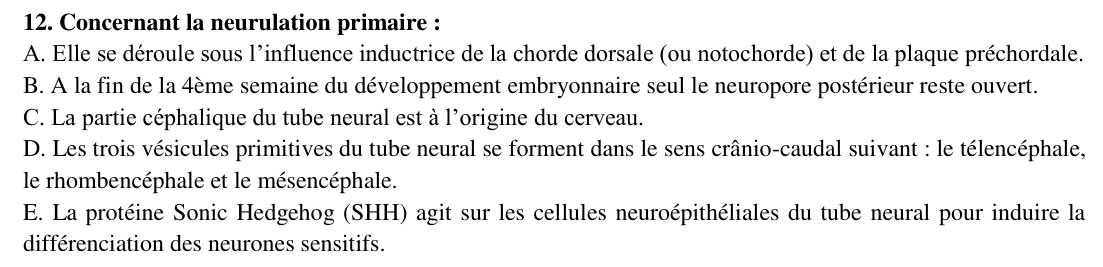 12. Concernant la neurulation primaire :
A. Elle se déroule sous l’influence inductrice de la chorde dorsale (ou notochorde) et de la plaque préchordale.
B. A la fin de la 4ème semaine du développement embryonnaire seul le neuropore postérieur reste ouvert.
C. La partie céphalique du tube neural est à l’origine du cerveau.
D. Les trois vésicules primitives du tube neural se forment dans le sens crânio-caudal suivant : le télencéphale,
le rhombencéphale et le mésencéphale.
E. La protéine Sonic Hedgehog (SHH) agit sur les cellules neuroépithéliales du tube neural pour induire la
différenciation des neurones sensitifs.